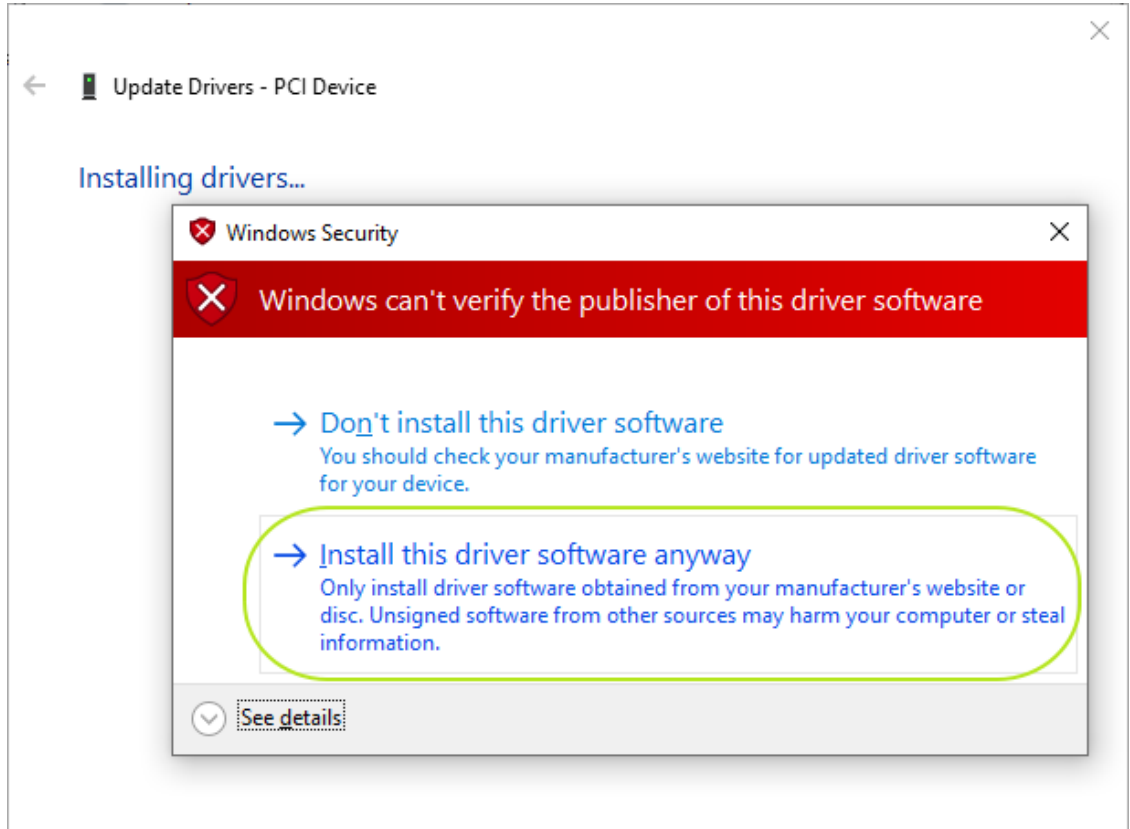 Update Drivers - PCI Device
Installing drivers...
Windows Security
Windows can't verify the publisher of this driver software
Don't install this driver software
You should check your manufacturer's website for updated driver software
for your device.
Install this driver software anyway
Only install driver software obtained from your manufacturer's website or
disc. Unsigned software from other sources may harm your computer or steal
information.
See details